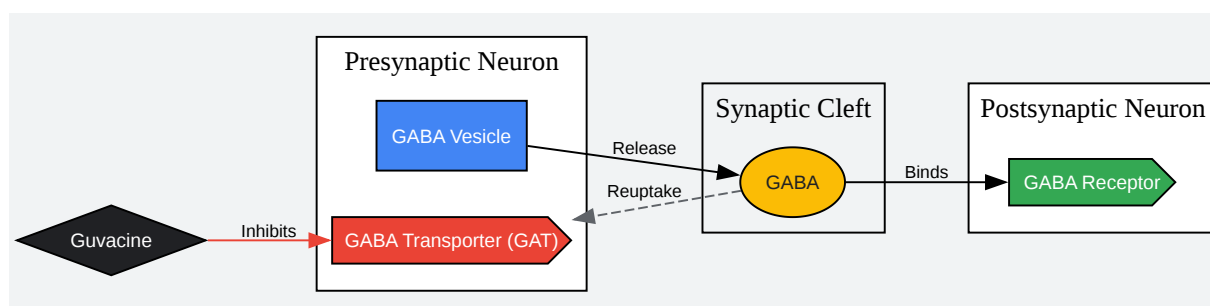 Presynaptic Neuron
GABA Vesicle
Release
Synaptic Cleft
GABA
Binds
Postsynaptic Neuron
GABA Receptor
Reuptake
Guvacine
Inhibits
GABA Transporter (GAT)